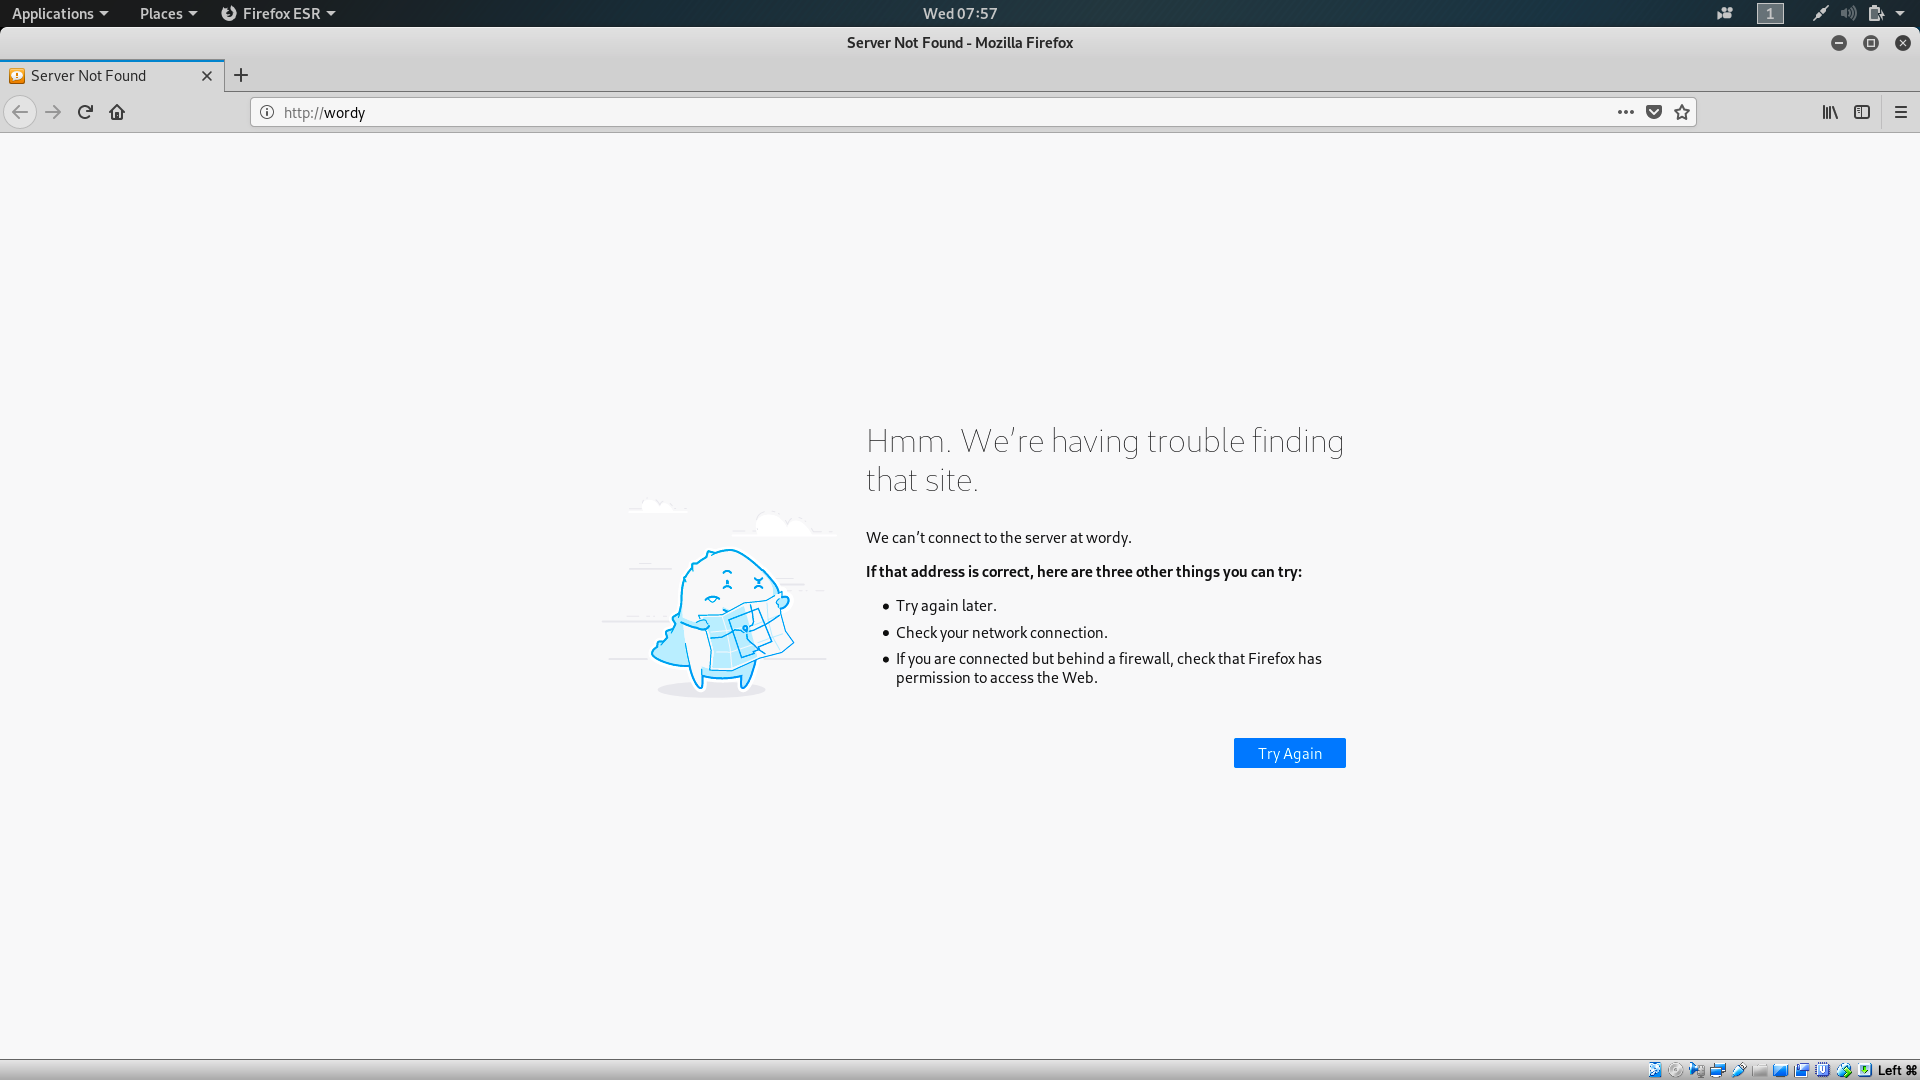 Applications Places Firefox ESR Wed 07:57 1
Server Not Found - Mozilla Firefox
Server Not Found
http://wordy
Hmm. We’re having trouble finding
that site.
We can’t connect to the server at wordy.
If that address is correct, here are three other things you can try:
• Try again later.
• Check your network connection.
• If you are connected but behind a firewall, check that Firefox has
permission to access the Web.
Try Again
Left ⌘